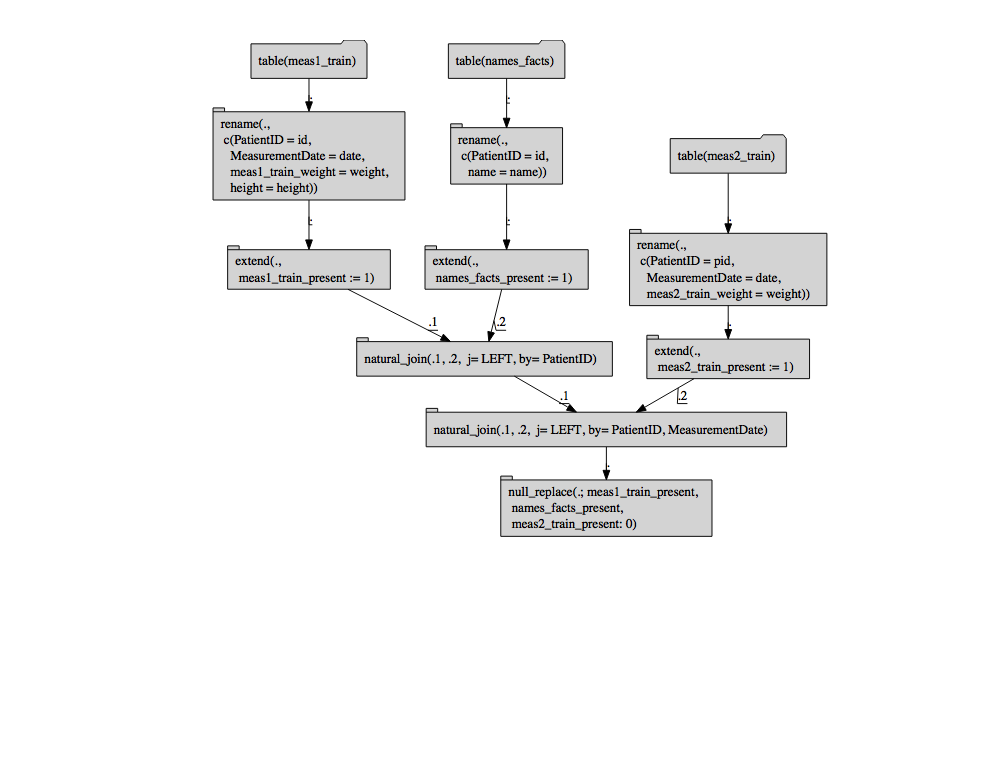 table(meas1_train)
:
rename(.,
c(PatientID = id,
MeasurementDate = date,
meas1_train_weight = weight,
height = height))
:
extend(.,
meas1_train_present := 1)
table(names_facts)
:
rename(.,
c(PatientID = id,
name = name))
:
extend(.,
names_facts_present := 1)
.1
.2
natural_join(.1, .2, j= LEFT, by= PatientID)
table(meas2_train)
:
rename(.,
c(PatientID = pid,
MeasurementDate = date,
meas2_train_weight = weight))
:
extend(.,
meas2_train_present := 1)
.1
.2
natural_join(.1, .2, j= LEFT, by= PatientID, MeasurementDate)
:
null_replace(.; meas1_train_present,
names_facts_present,
meas2_train_present: 0)